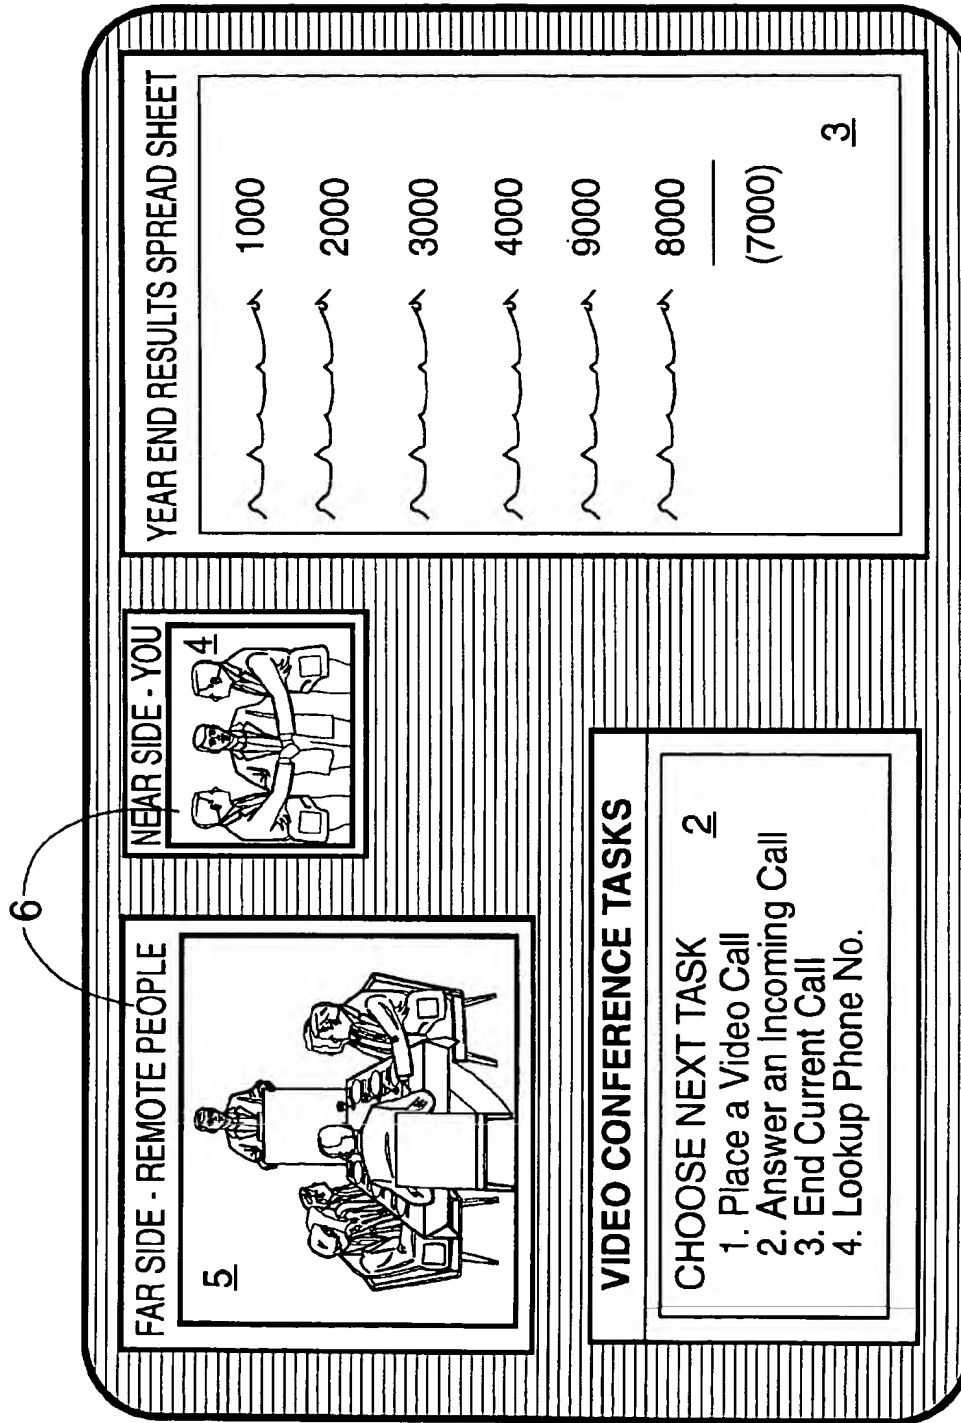 6
FAR SIDE - REMOTE PEOPLE
5
NEAR SIDE - YOU
4
YEAR END RESULTS SPREAD SHEET
1000
2000
3000
4000
9000
8000
(7000)
3
VIDEO CONFERENCE TASKS
CHOOSE NEXT TASK
2
1. Place a Video Call
2. Answer an Incoming Call
3. End Current Call
4. Lookup Phone No.